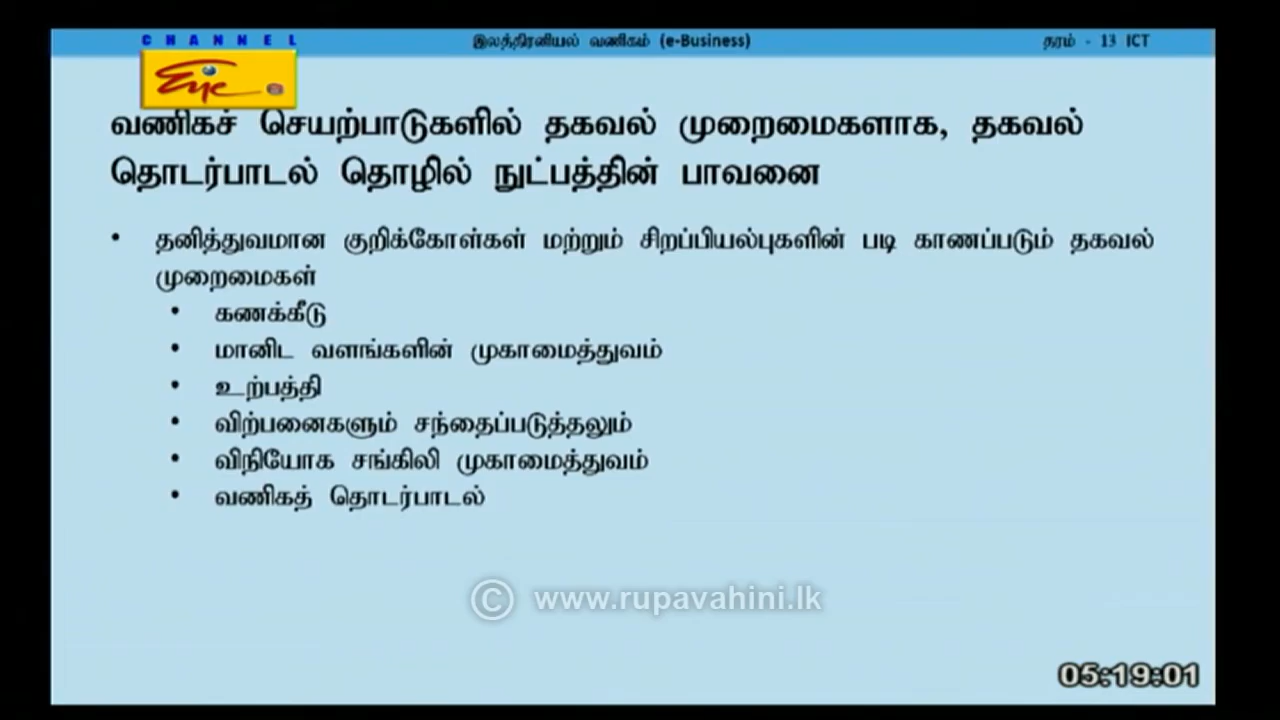 CHANNEL
Eye
இலத்திரனியல் வணிகம் (e-Business)
தரம் - 13 ICT
வணிகச் செயற்பாடுகளில் தகவல் முறைமைகளாக, தகவல்
தொடர்பாடல் தொழில் நுட்பத்தின் பாவனை
• தனித்துவமான குறிக்கோள்கள் மற்றும் சிறப்பியல்புகளின் படி காணப்படும் தகவல்
முறைமைகள்
• கணக்கீடு
• மானிட வளங்களின் முகாமைத்துவம்
• உற்பத்தி
• விற்பனைகளும் சந்தைப்படுத்தலும்
• விநியோக சங்கிலி முகாமைத்துவம்
• வணிகத் தொடர்பாடல்
© www.rupavahini.lk
05:19:01